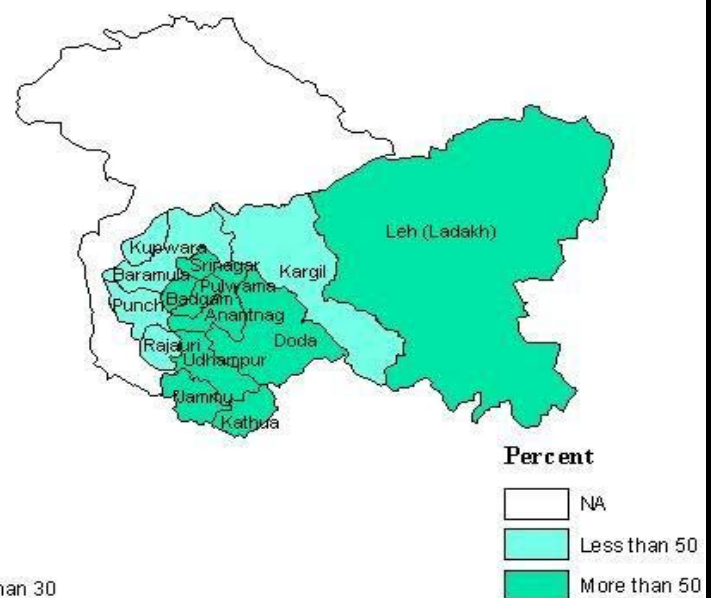 Leh (Ladakh)
Kupwara
Srinagar
Kargil
Baramula
Pulwama
Punch
Badgam
Anantnag
Rajauri
Doda
Udhampur
Jammu
Kathua
Percent
NA
Less than 50
More than 50
han 30